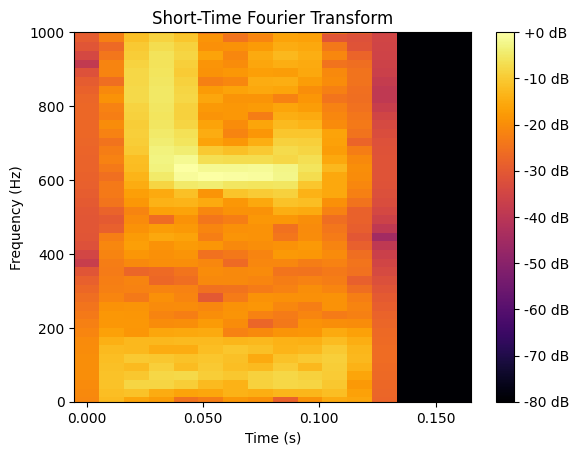 Short-Time Fourier Transform
1000
800
600
400
200
0
Frequency (Hz)
0.000
0.050
0.100
0.150
Time (s)
+0 dB
-10 dB
-20 dB
-30 dB
-40 dB
-50 dB
-60 dB
-70 dB
-80 dB